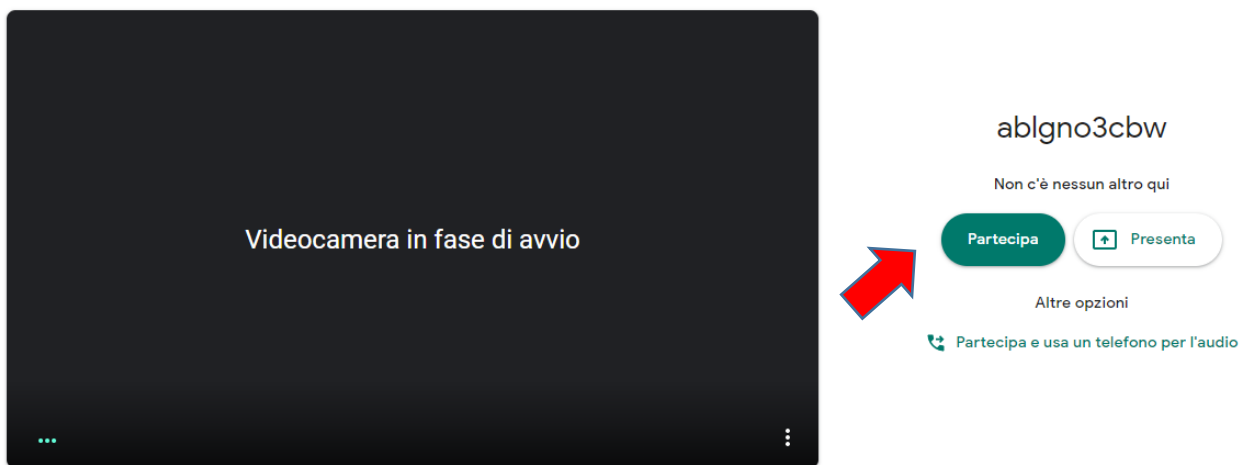 Videocamera in fase di avvio
ablgno3cbw
Non c'è nessun altro qui
Partecipa
Presenta
Altre opzioni
Partecipa e usa un telefono per l'audio